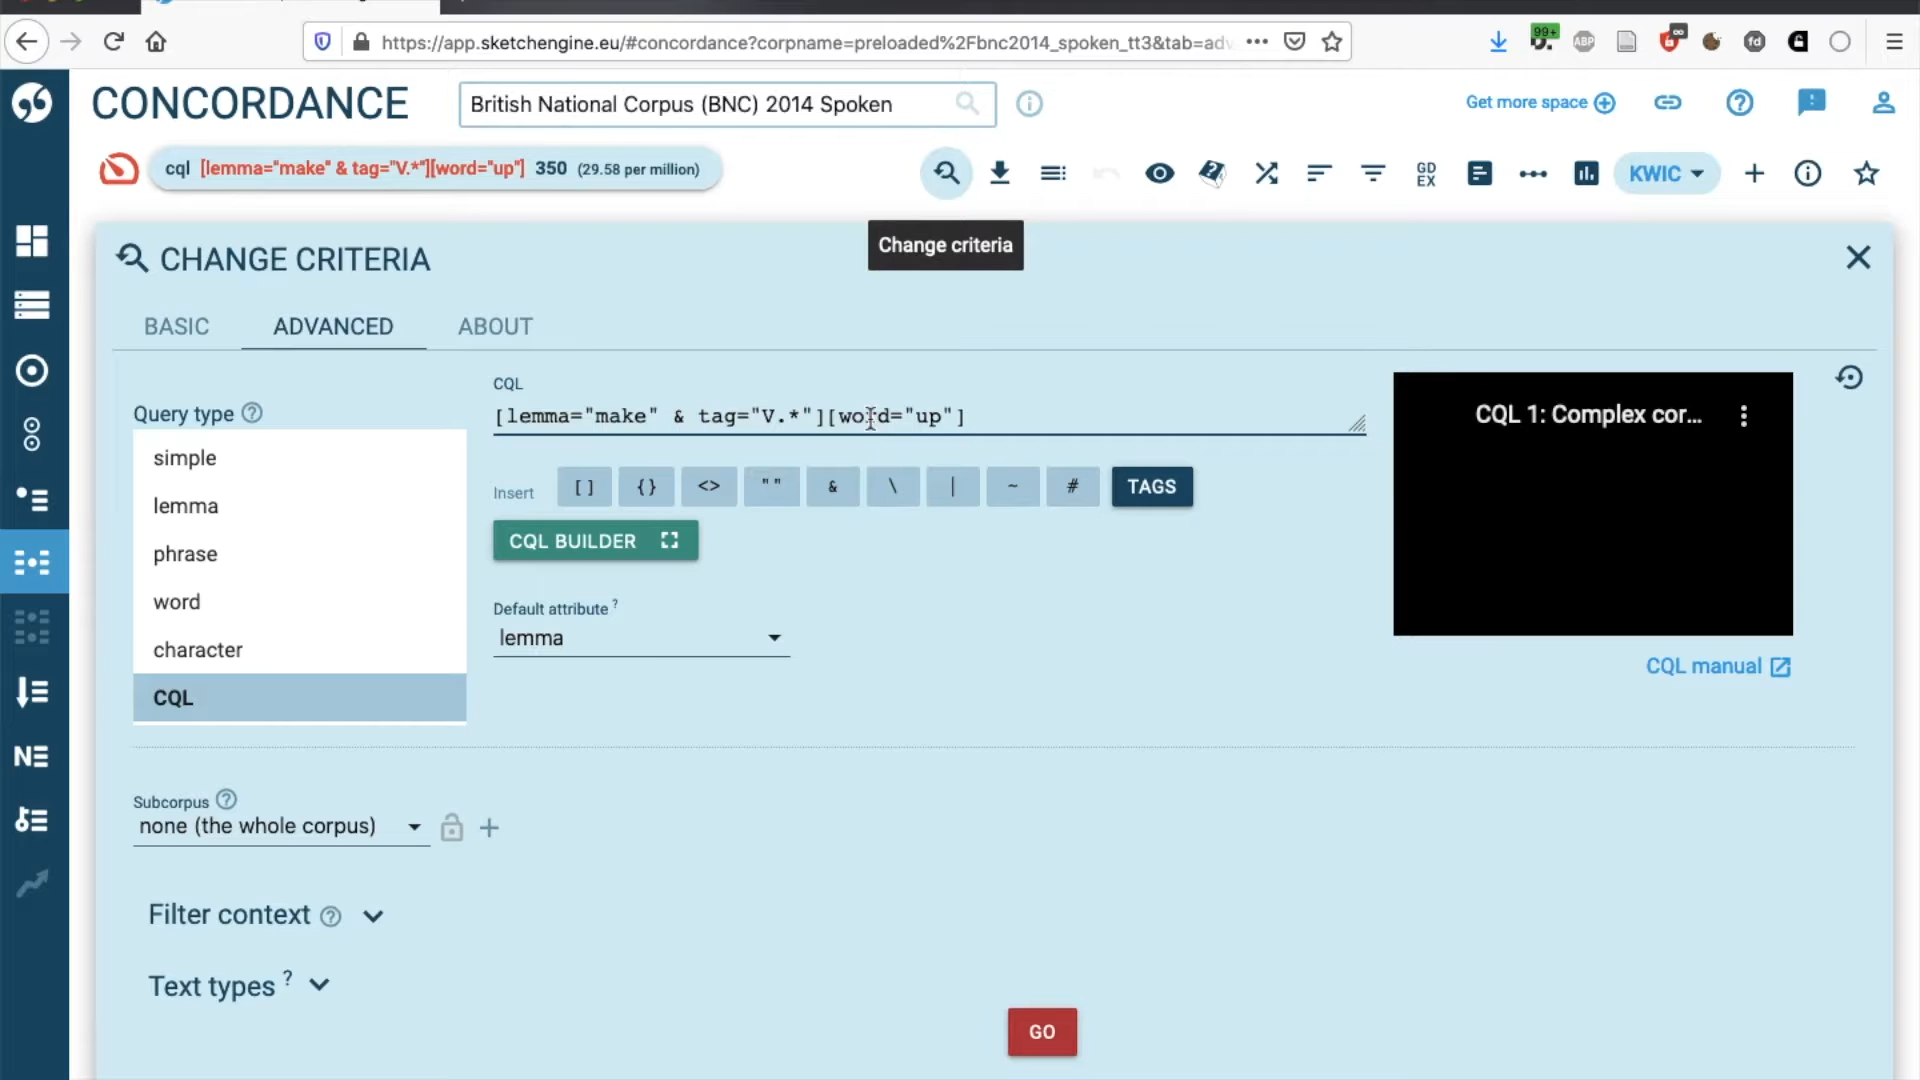 https://app.sketchengine.eu/#concordance?corpname=preloaded%2Fbnc2014_spoken_tt3&tab=adv
99+
ABP
fd
CONCORDANCE
British National Corpus (BNC) 2014 Spoken
Get more space
cql [lemma="make" & tag="V.*"][word="up"] 350 (29.58 per million)
GD
EX
KWIC
Change criteria
CHANGE CRITERIA
BASIC
ADVANCED
ABOUT
Query type
simple
lemma
phrase
word
character
CQL
CQL
[lemma="make" & tag="V.*"][word="up"]
Insert [] {} <> "" & \ | ~ # TAGS
CQL BUILDER
Default attribute ?
lemma
CQL 1: Complex cor...
CQL manual
Subcorpus
none (the whole corpus)
Filter context
Text types ?
GO